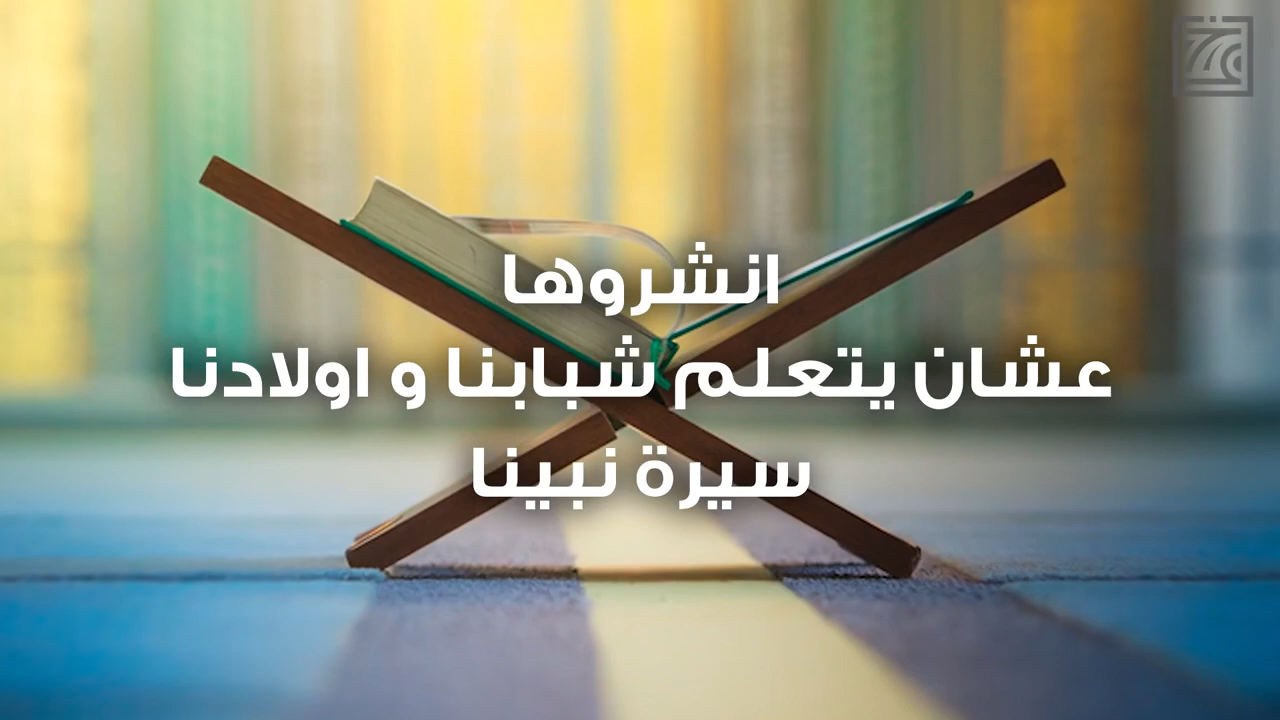 انشروها
عشان يتعلم شبابنا و اولادنا
سيرة نبينا